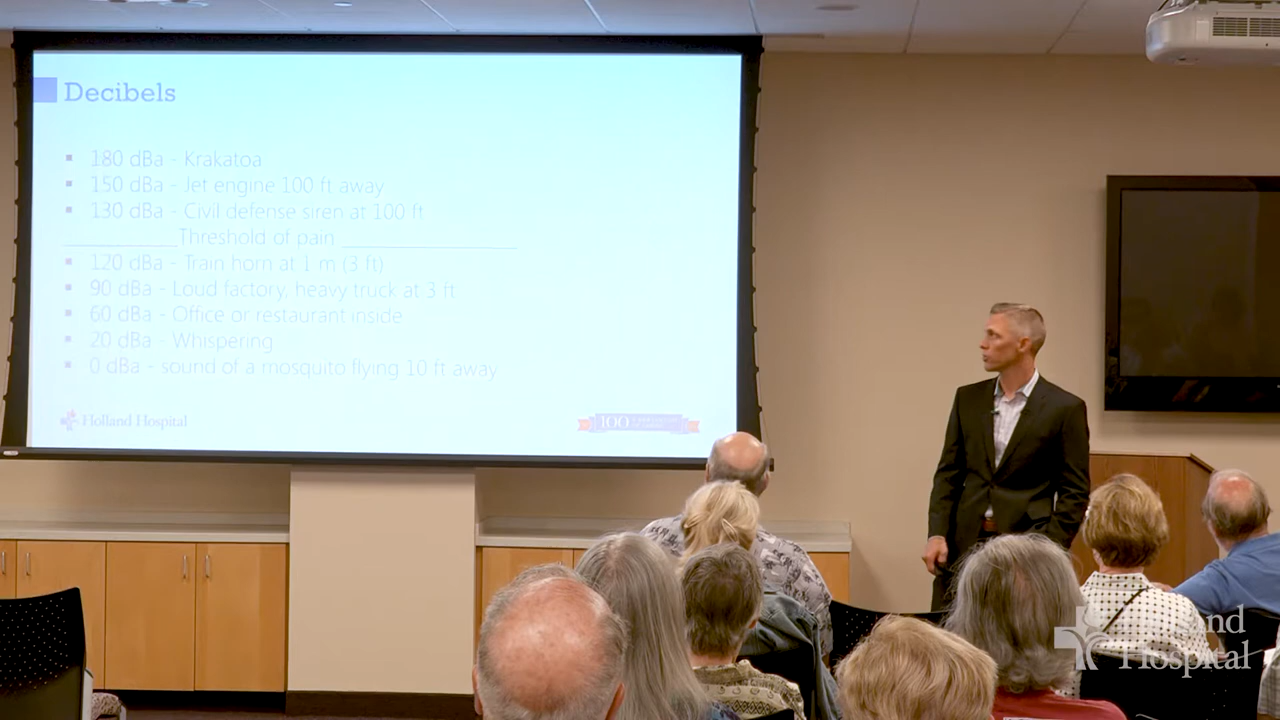 Decibels
▪ 180 dBa - Krakatoa
▪ 150 dBa - Jet engine 100 ft away
▪ 130 dBa - Civil defense siren at 100 ft
Threshold of pain
▪ 120 dBa - Train horn at 1 m (3 ft)
▪ 90 dBa - Loud factory, heavy truck at 3 ft
▪ 60 dBa - Office or restaurant inside
▪ 20 dBa - Whispering
▪ 0 dBa - sound of a mosquito flying 10 ft away
Holland Hospital
100
Holland
Hospital